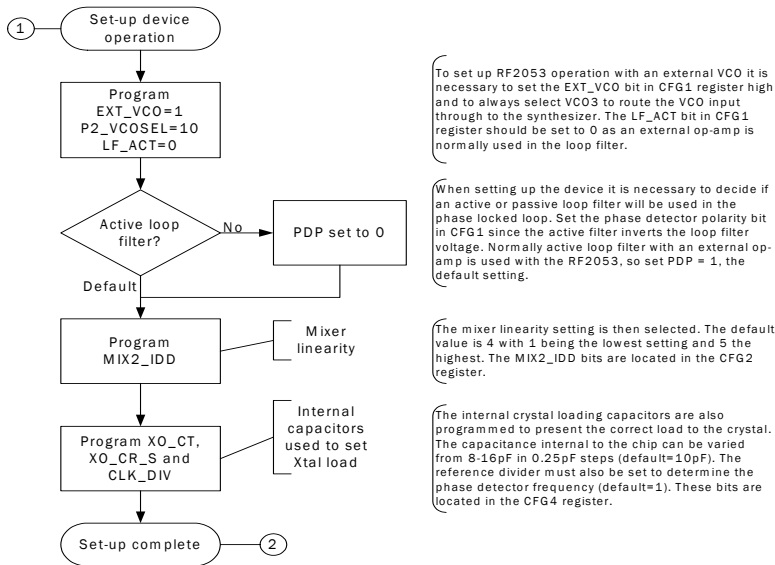 1
Set-up device
operation
Program
EXT_VCO=1
P2_VCOSEL=10
LF_ACT=0
To set up RF2053 operation with an external VCO it is
necessary to set the EXT_VCO bit in CFG1 register high
and to always select VCO3 to route the VCO input
through to the synthesizer. The LF_ACT bit in CFG1
register should be set to 0 as an external op-amp is
normally used in the loop filter.
Active loop
filter?
No
PDP set to 0
Default
When setting up the device it is necessary to decide if
an active or passive loop filter will be used in the
phase locked loop. Set the phase detector polarity bit
in CFG1 since the active filter inverts the loop filter
voltage. Normally active loop filter with an external op-
amp is used with the RF2053, so set PDP = 1, the
default setting.
Program
MIX2_IDD
Mixer
linearity
The mixer linearity setting is then selected. The default
value is 4 with 1 being the lowest setting and 5 the
highest. The MIX2_IDD bits are located in the CFG2
register.
Program XO_CT,
XO_CR_S and
CLK_DIV
Internal
capacitors
used to set
Xtal load
The internal crystal loading capacitors are also
programmed to present the correct load to the crystal.
The capacitance internal to the chip can be varied
from 8-16pF in 0.25pF steps (default=10pF). The
reference divider must also be set to determine the
phase detector frequency (default=1). These bits are
located in the CFG4 register.
Set-up complete
2